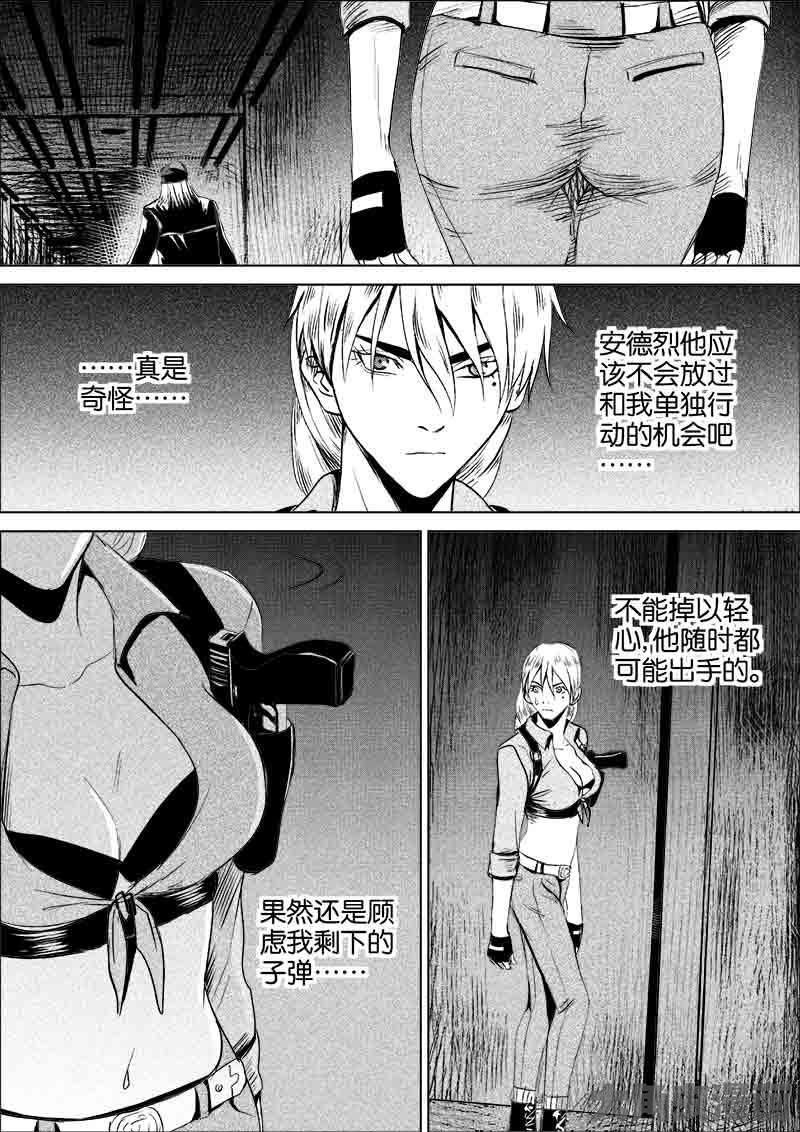 安德烈他应
该不会放过
和我单独行
动的机会吧
……
……真是
奇怪……
不能掉以轻
心，他随时都
可能出手的。
果然还是顾
虑我剩下的
子弹……